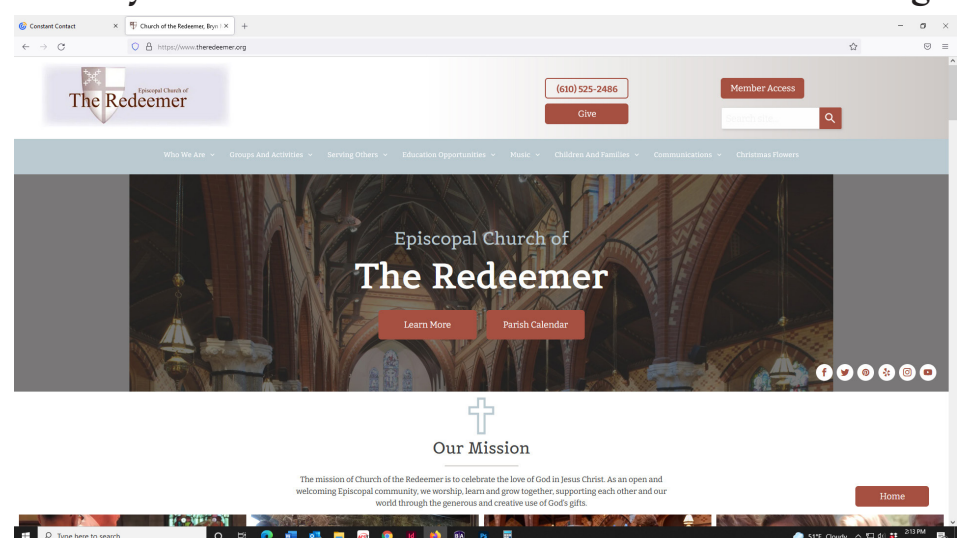 Constant Contact
Church of the Redeemer, Bryn
https://www.theredeemer.org
Episcopal Church of
The Redeemer
(610) 525-2486
Give
Member Access
Who We Are
Groups And Activities
Serving Others
Education Opportunities
Music
Children And Families
Communications
Christmas Flowers
Episcopal Church of
The Redeemer
Learn More
Parish Calendar
Our Mission
The mission of Church of the Redeemer is to celebrate the love of God in Jesus Christ. As an open and
welcoming Episcopal community, we worship, learn and grow together, supporting each other and our
world through the generous and creative use of God's gifts.
Home
Type here to search
51°F Cloudy
2:13 PM